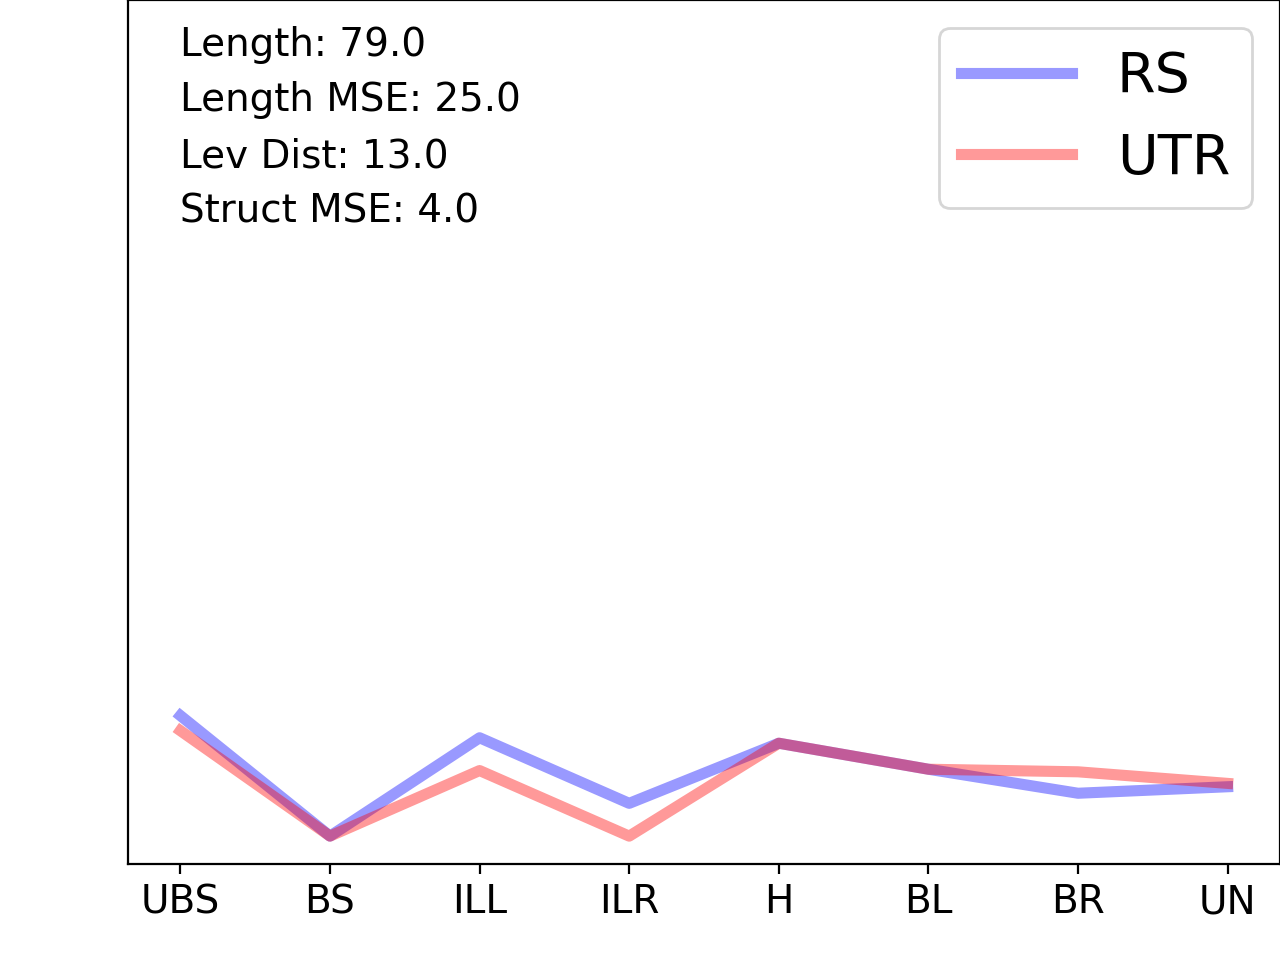 Length: 79.0
Length MSE: 25.0
Lev Dist: 13.0
Struct MSE: 4.0
RS
UTR
UBS BS ILL ILR H BL BR UN